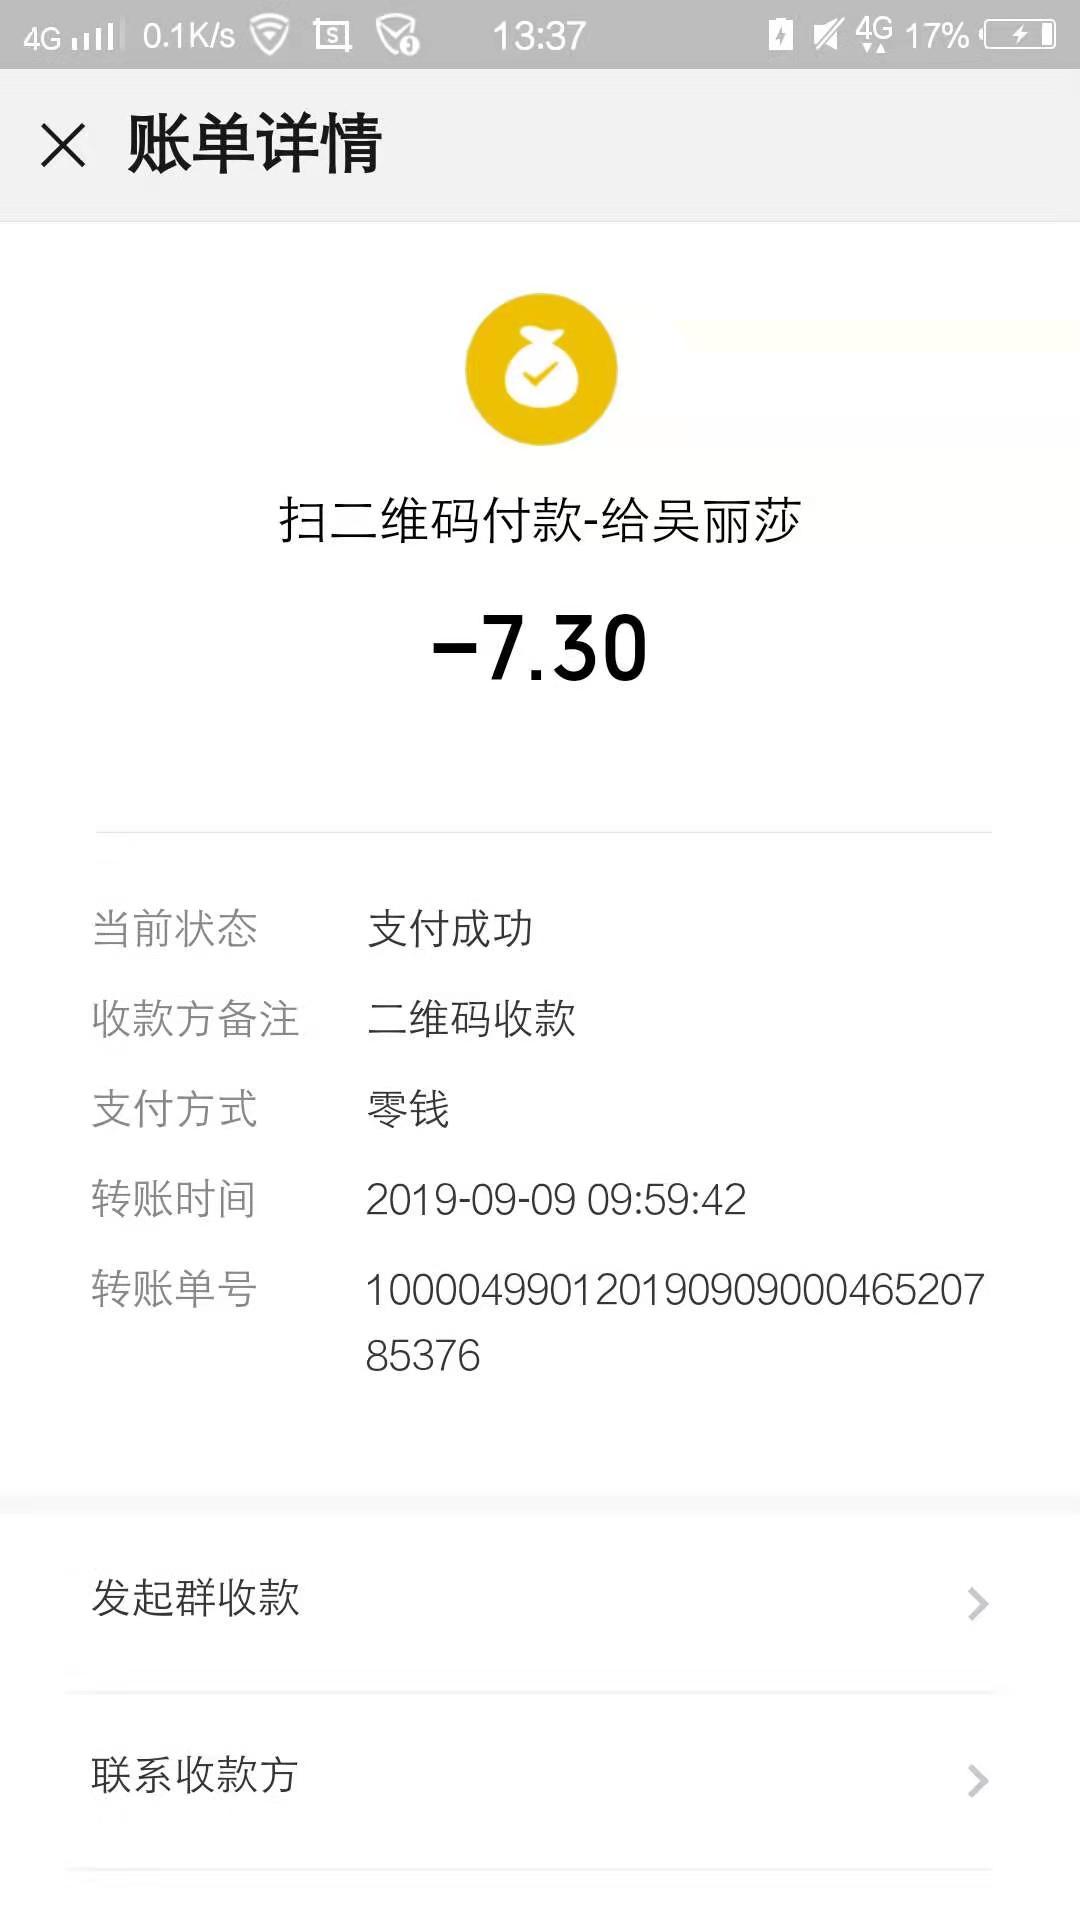 4G 0.1K/s 13:37 4G 17%
账单详情
扫二维码付款-给吴丽莎
-7.30
当前状态 支付成功
收款方备注 二维码收款
支付方式 零钱
转账时间 2019-09-09 09:59:42
转账单号 100004990120190909000465207
85376
发起群收款
联系收款方